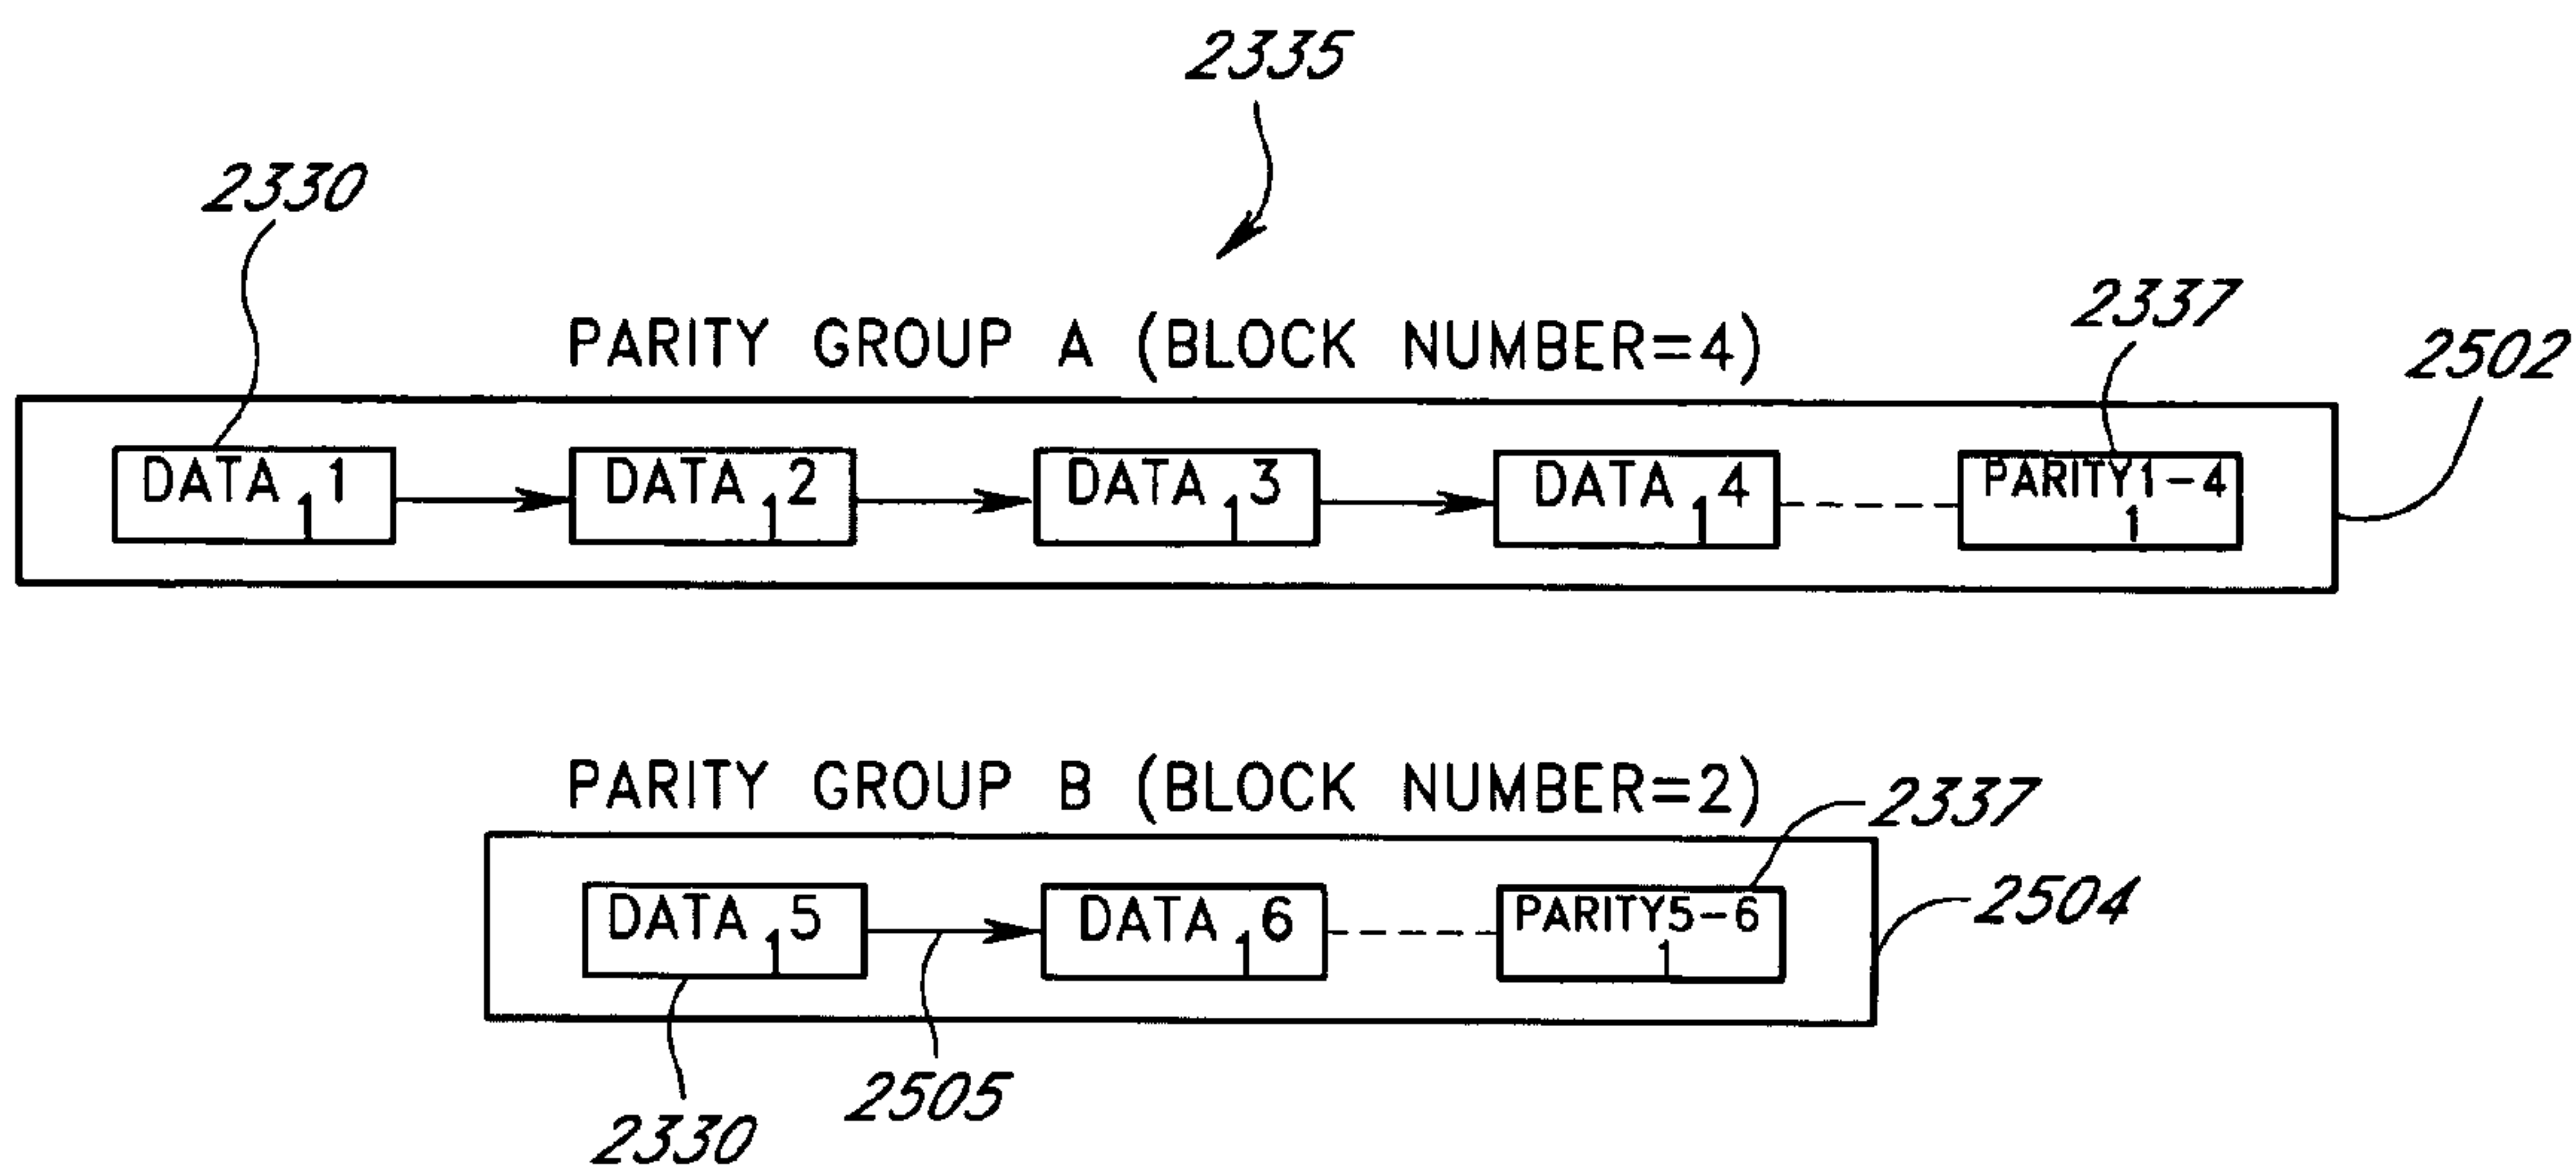 2335
2330
2337
PARITY GROUP A (BLOCK NUMBER=4)
2502
DATA 1 DATA 2 DATA 3 DATA 4 PARITY1-4
1 1 1 1 1
PARITY GROUP B (BLOCK NUMBER=2)
2337
2504
DATA 5 DATA 6 PARITY5-6
1 1 1
2505
2330